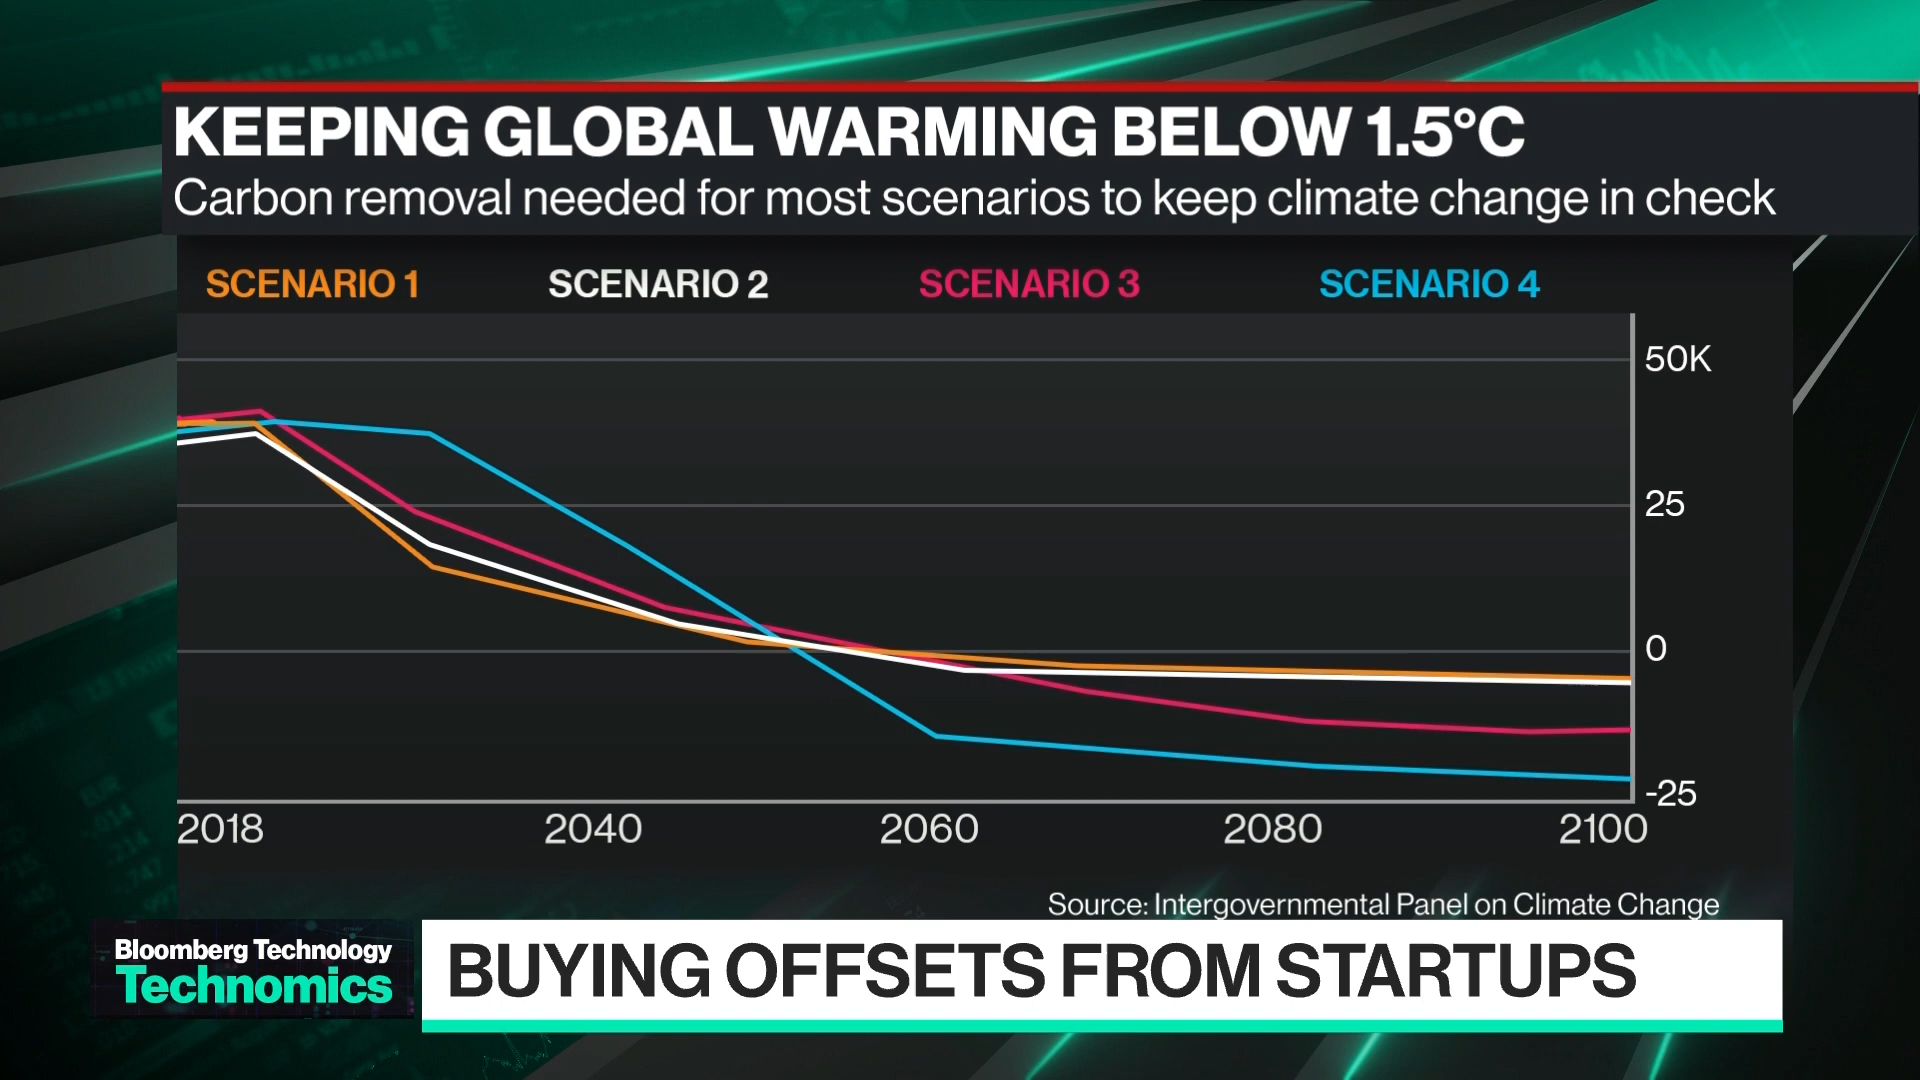 KEEPING GLOBAL WARMING BELOW 1.5°C
Carbon removal needed for most scenarios to keep climate change in check
SCENARIO 1 SCENARIO 2 SCENARIO 3 SCENARIO 4
50K
25
0
-25
2018 2040 2060 2080 2100
Source: Intergovernmental Panel on Climate Change
Bloomberg Technology
Technomics
BUYING OFFSETS FROM STARTUPS